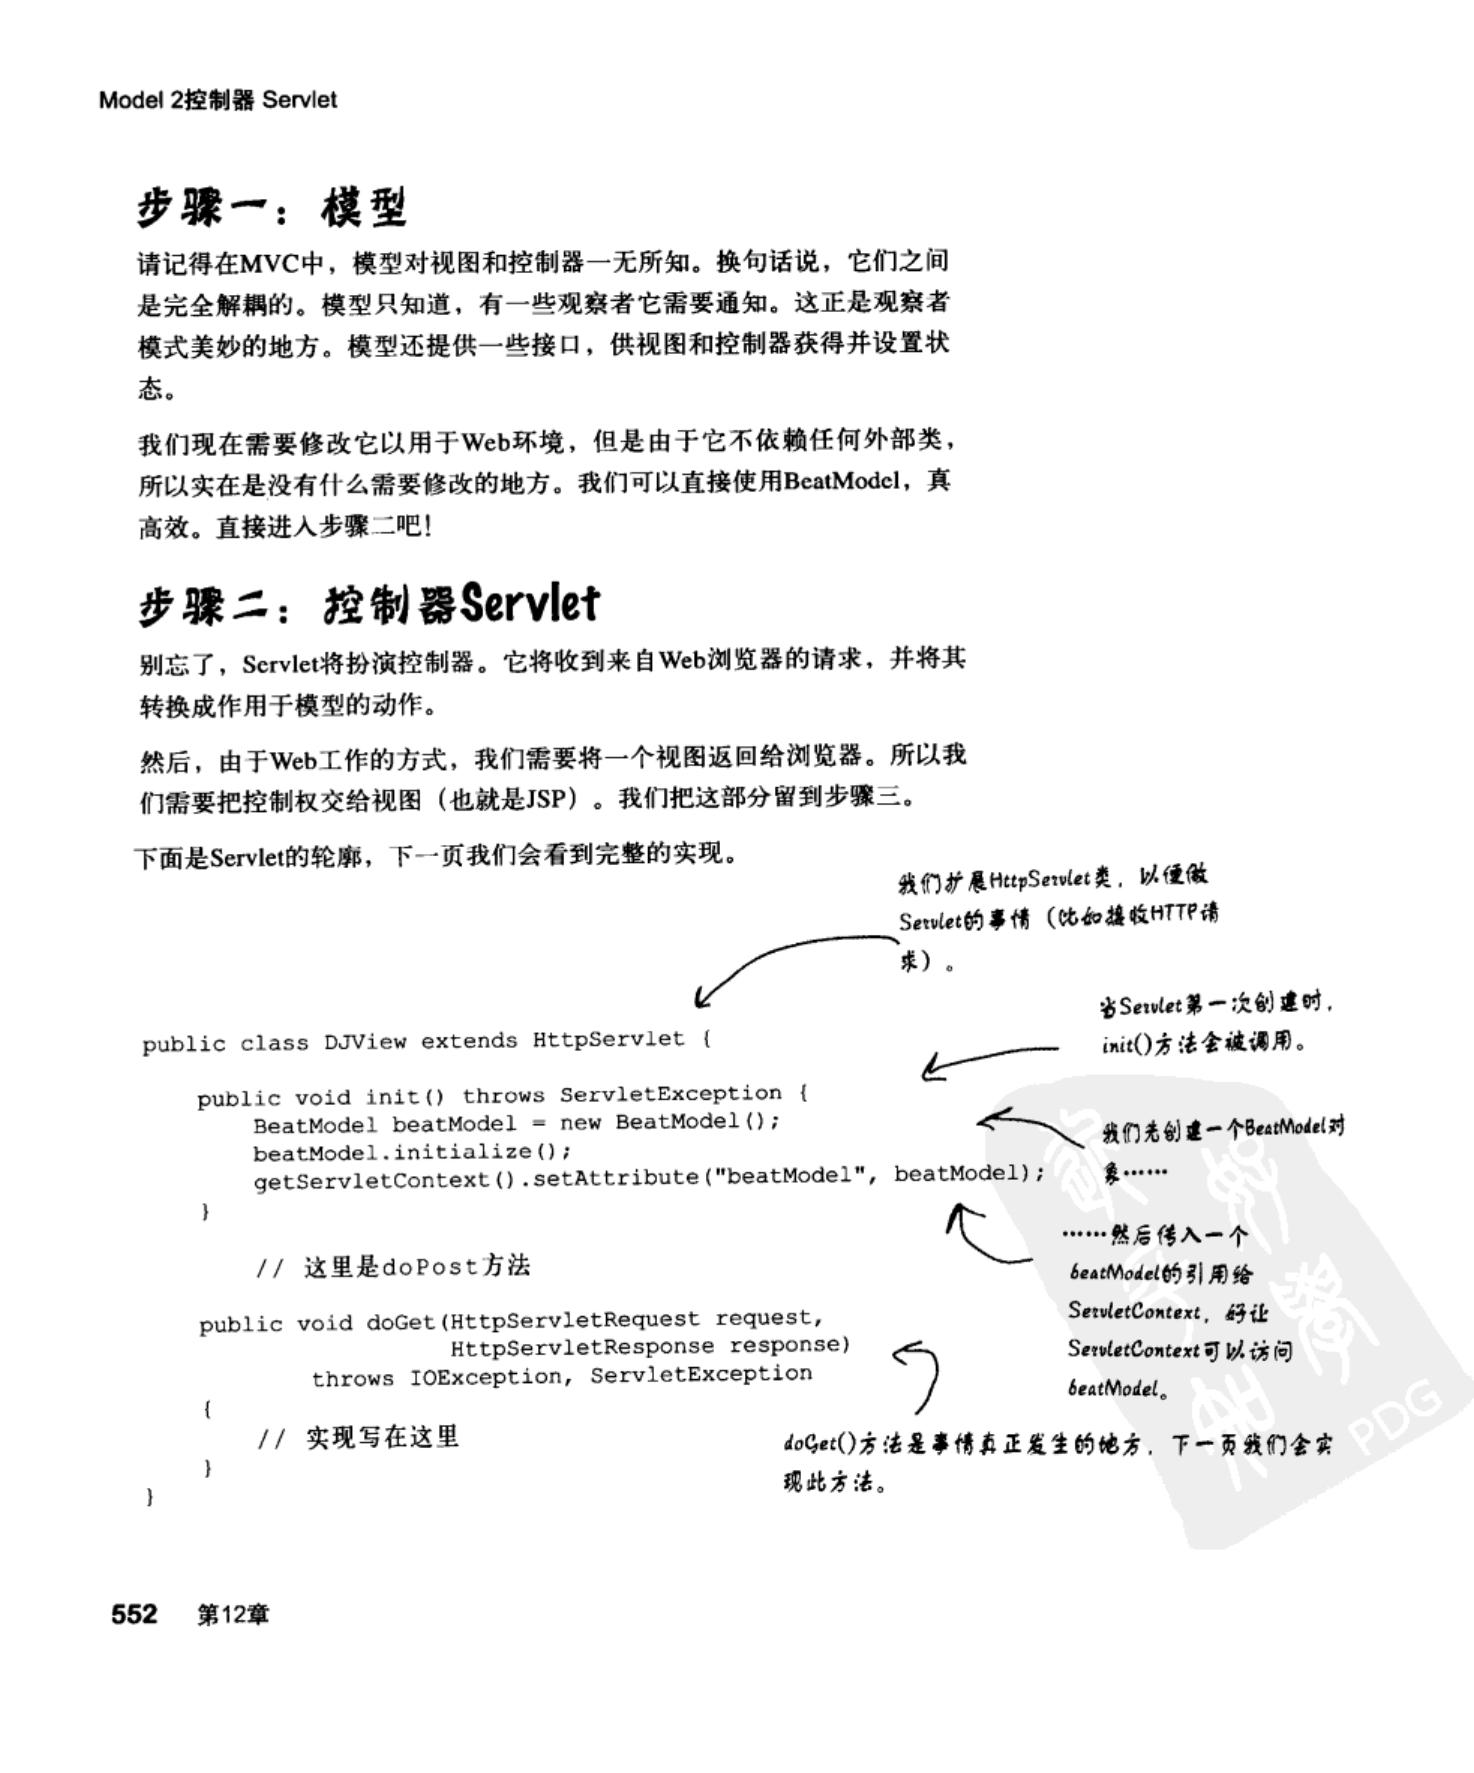 Model 2控制器 Servlet
步骤一：模型
请记得在MVC中，模型对视图和控制器一无所知。换句话说，它们之间
是完全解耦的。模型只知道，有一些观察者它需要通知。这正是观察者
模式美妙的地方。模型还提供一些接口，供视图和控制器获得并设置状
态。
我们现在需要修改它以用于Web环境，但是由于它不依赖任何外部类，
所以实在是没有什么需要修改的地方。我们可以直接使用BeatModel，真
高效。直接进入步骤二吧！
步骤二：控制器Servlet
别忘了，Servlet将扮演控制器。它将收到来自Web浏览器的请求，并将其
转换成作用于模型的动作。
然后，由于Web工作的方式，我们需要将一个视图返回给浏览器。所以我
们需要把控制权交给视图（也就是JSP）。我们把这部分留到步骤三。
下面是Servlet的轮廓，下一页我们会看到完整的实现。
我们扩展HttpServlet类，以便做
Servlet的事情（比如接收HTTP请
求）。
public class DJView extends HttpServlet {
当Servlet第一次创建时，
init()方法会被调用。
public void init() throws ServletException {
BeatModel beatModel = new BeatModel();
beatModel.initialize();
getServletContext().setAttribute("beatModel", beatModel);
}
我们先创建一个BeatModel对
象……
……然后传入一个
beatModel的引用给
ServletContext，好让
ServletContext可以访问
beatModel。
// 这里是doPost方法
public void doGet(HttpServletRequest request,
HttpServletResponse response)
throws IOException, ServletException
{
// 实现写在这里
}
}
doGet()方法是事情真正发生的地方，下一页我们会实
现此方法。
PDG
552 第12章